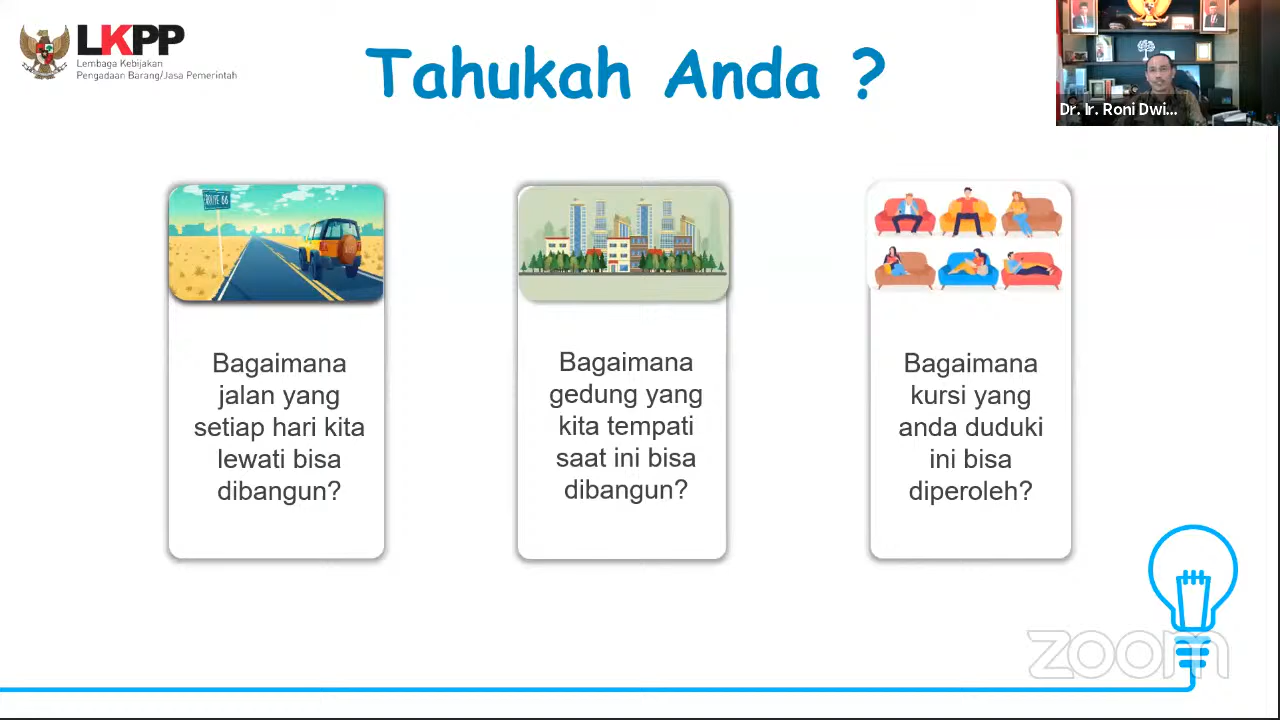 LKPP
Lembaga Kebijakan
Pengadaan Barang/Jasa Pemerintah
Tahukah Anda ?
Dr. Ir. Roni Dwi...
ROUTE 66
Bagaimana
jalan yang
setiap hari kita
lewati bisa
dibangun?
Bagaimana
gedung yang
kita tempati
saat ini bisa
dibangun?
Bagaimana
kursi yang
anda duduki
ini bisa
diperoleh?
zoom